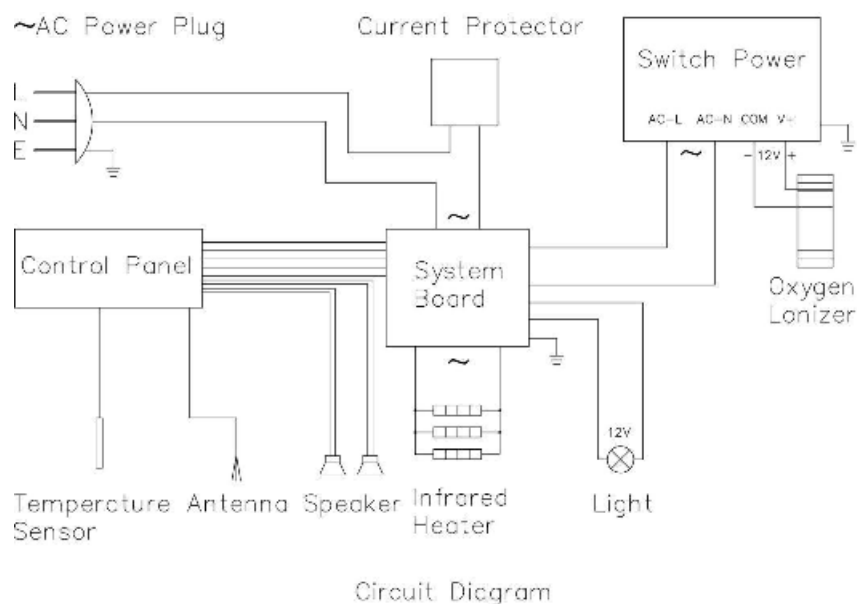 ~AC Power Plug
Current Protector
Switch Power
L
N
E
AC-L AC-N COM V+
~
- 12V +
~
Control Panel
System
Board
Oxygen
Lonizer
~
12V
Temperature
Sensor
Antenna
Speaker
Infrared
Heater
Light
Circuit Diagram